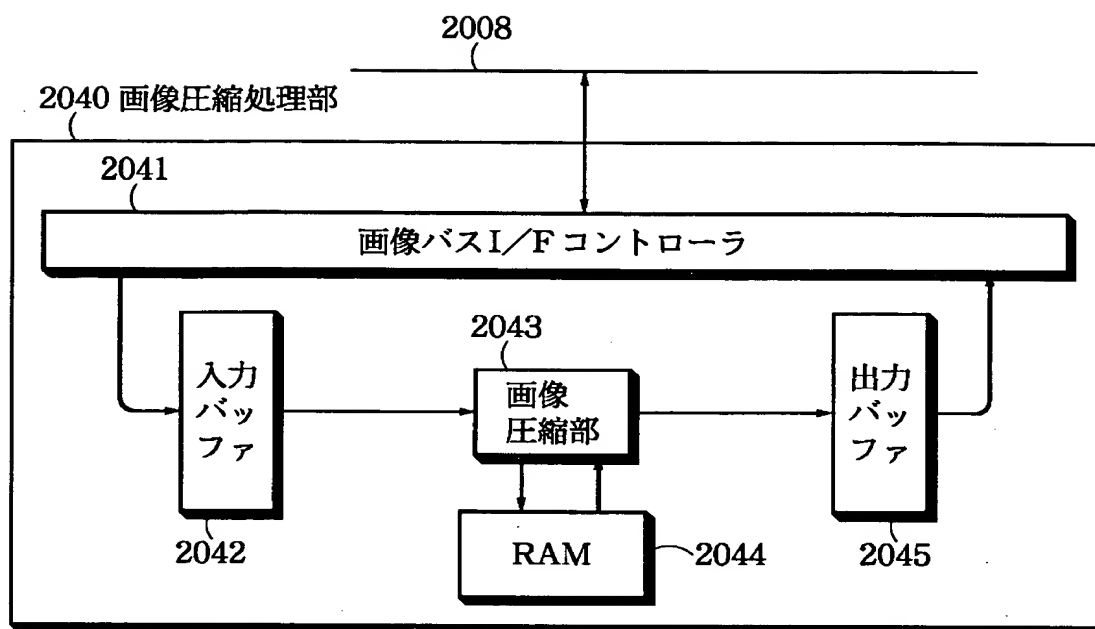 2008
2040 画像圧縮処理部
2041
画像バスI/Fコントローラ
入力
バッ
ファ
2042
2043
画像
圧縮部
RAM
2044
出力
バッ
ファ
2045